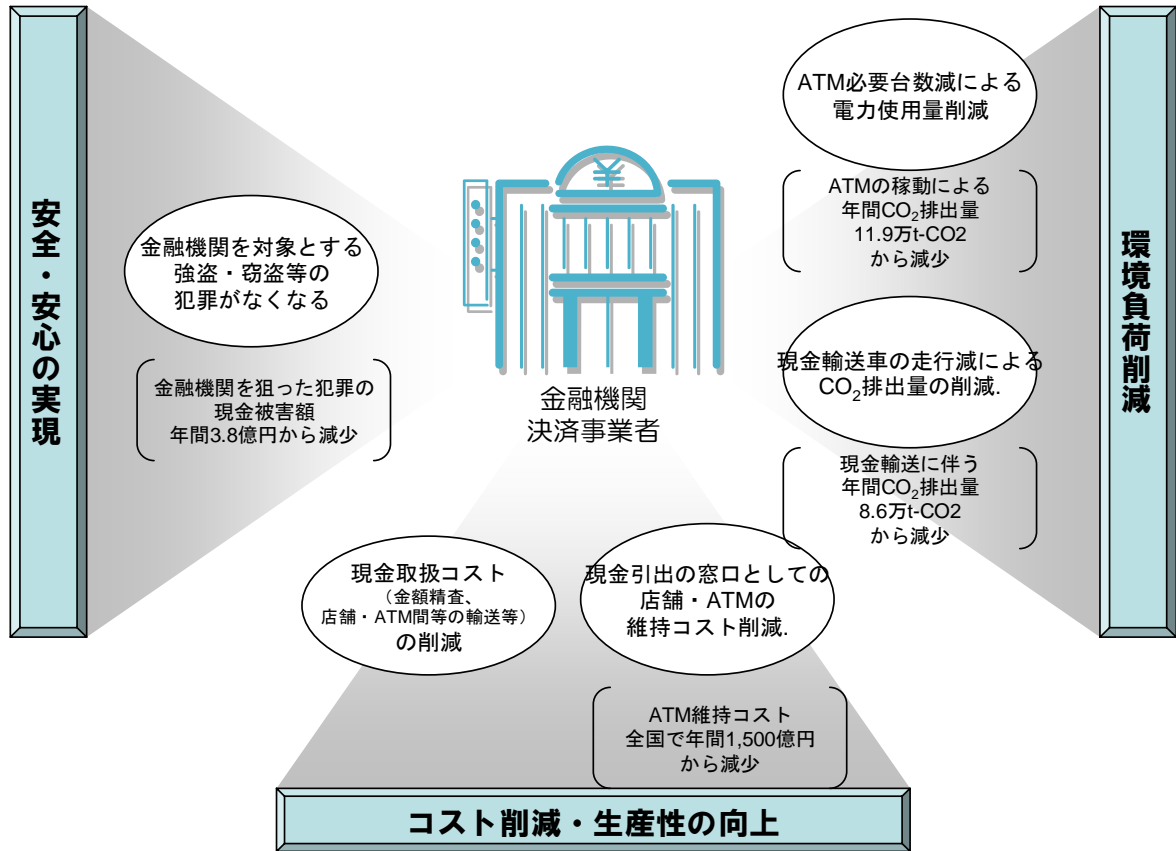 安全・安心の実現
金融機関を対象とする
強盗・窃盗等の
犯罪がなくなる
金融機関を狙った犯罪の
現金被害額
年間3.8億円から減少
¥
金融機関
決済事業者
ATM必要台数減による
電力使用量削減
ATMの稼動による
年間CO₂排出量
11.9万t-CO2
から減少
現金輸送車の走行減による
CO₂排出量の削減.
現金輸送に伴う
年間CO₂排出量
8.6万t-CO2
から減少
環境負荷削減
現金取扱コスト
（金額精査、
店舗・ATM間等の輸送等）
の削減
現金引出の窓口としての
店舗・ATMの
維持コスト削減.
ATM維持コスト
全国で年間1,500億円
から減少
コスト削減・生産性の向上